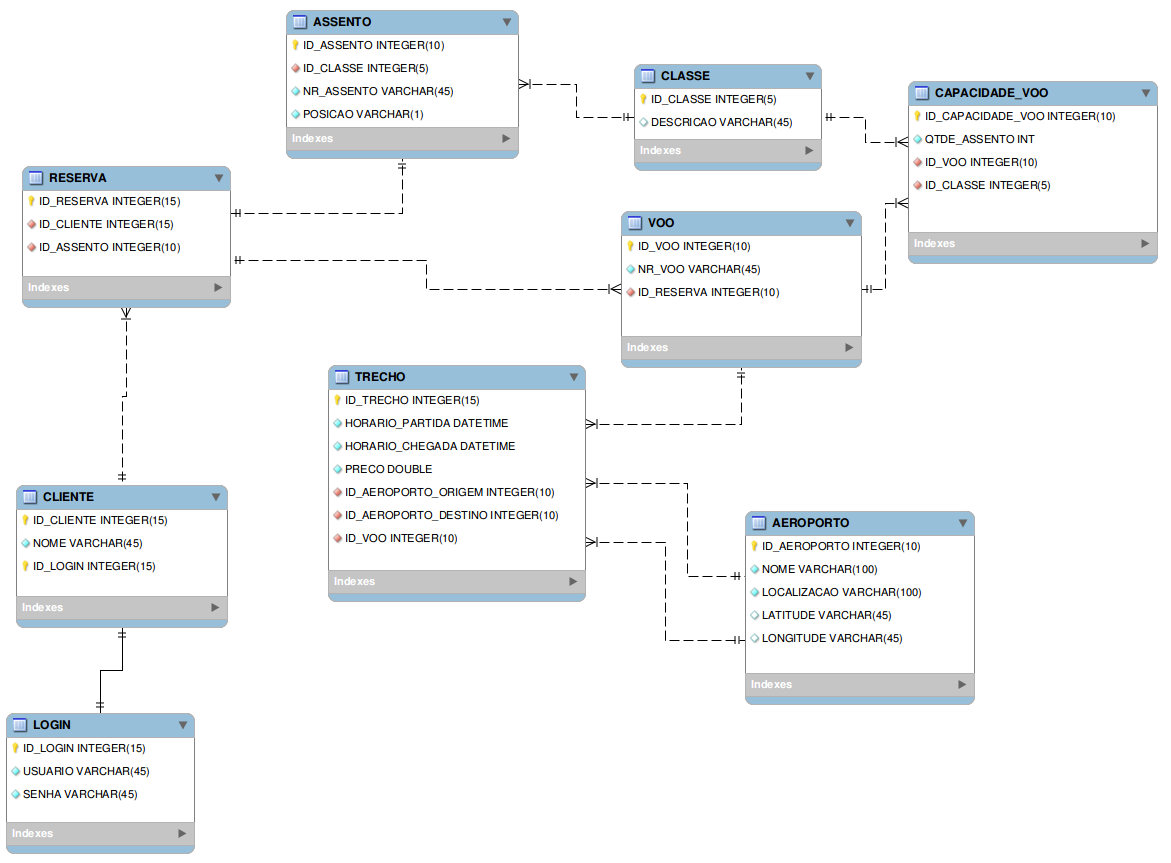 ASSENTO
ID_ASSENTO INTEGER(10)
ID_CLASSE INTEGER(5)
NR_ASSENTO VARCHAR(45)
POSICAO VARCHAR(1)
Indexes
CLASSE
ID_CLASSE INTEGER(5)
DESCRICAO VARCHAR(45)
Indexes
CAPACIDADE_VOO
ID_CAPACIDADE_VOO INTEGER(10)
QTDE_ASSENTO INT
ID_VOO INTEGER(10)
ID_CLASSE INTEGER(5)
Indexes
RESERVA
ID_RESERVA INTEGER(15)
ID_CLIENTE INTEGER(15)
ID_ASSENTO INTEGER(10)
Indexes
VOO
ID_VOO INTEGER(10)
NR_VOO VARCHAR(45)
ID_RESERVA INTEGER(10)
Indexes
TRECHO
ID_TRECHO INTEGER(15)
HORARIO_PARTIDA DATETIME
HORARIO_CHEGADA DATETIME
PRECO DOUBLE
ID_AEROPORTO_ORIGEM INTEGER(10)
ID_AEROPORTO_DESTINO INTEGER(10)
ID_VOO INTEGER(10)
Indexes
CLIENTE
ID_CLIENTE INTEGER(15)
NOME VARCHAR(45)
ID_LOGIN INTEGER(15)
Indexes
AEROPORTO
ID_AEROPORTO INTEGER(10)
NOME VARCHAR(100)
LOCALIZACAO VARCHAR(100)
LATITUDE VARCHAR(45)
LONGITUDE VARCHAR(45)
Indexes
LOGIN
ID_LOGIN INTEGER(15)
USUARIO VARCHAR(45)
SENHA VARCHAR(45)
Indexes